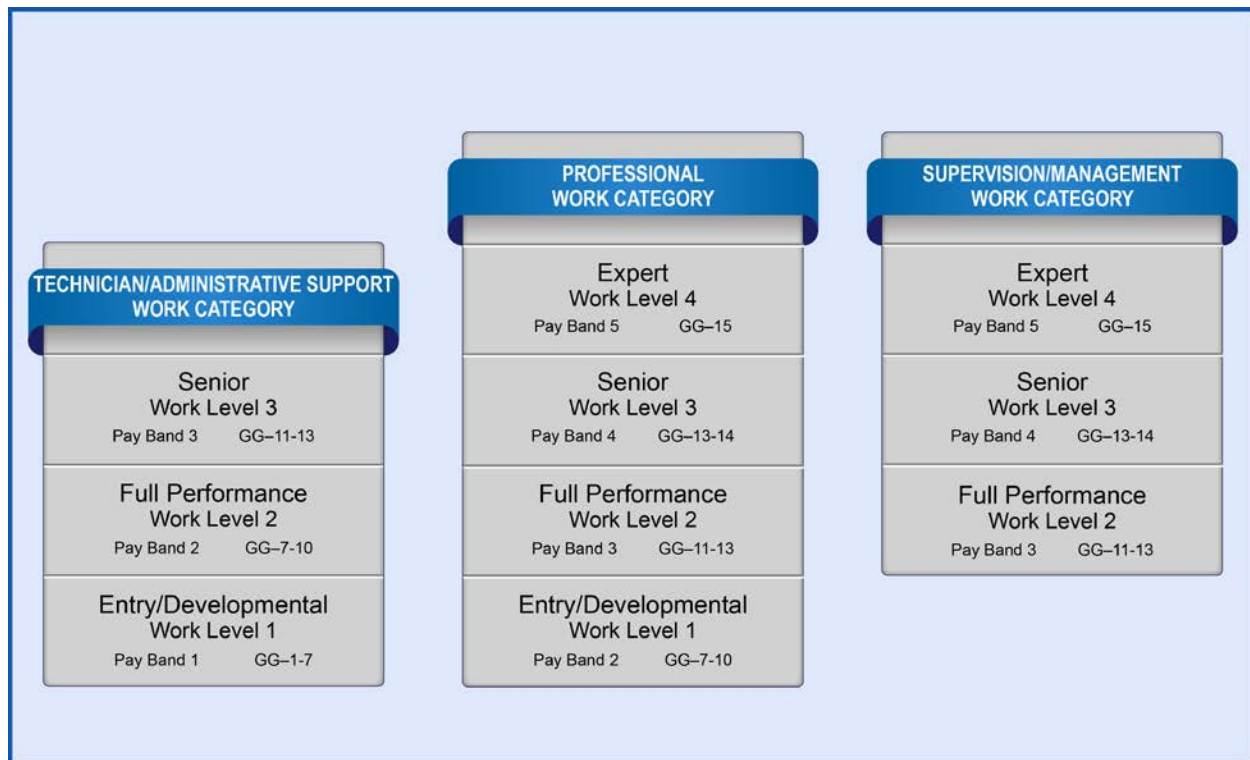 TECHNICIAN/ADMINISTRATIVE SUPPORT
WORK CATEGORY
Senior
Work Level 3
Pay Band 3 GG–11-13
Full Performance
Work Level 2
Pay Band 2 GG–7-10
Entry/Developmental
Work Level 1
Pay Band 1 GG–1-7
PROFESSIONAL
WORK CATEGORY
Expert
Work Level 4
Pay Band 5 GG–15
Senior
Work Level 3
Pay Band 4 GG–13-14
Full Performance
Work Level 2
Pay Band 3 GG–11-13
Entry/Developmental
Work Level 1
Pay Band 2 GG–7-10
SUPERVISION/MANAGEMENT
WORK CATEGORY
Expert
Work Level 4
Pay Band 5 GG–15
Senior
Work Level 3
Pay Band 4 GG–13-14
Full Performance
Work Level 2
Pay Band 3 GG–11-13